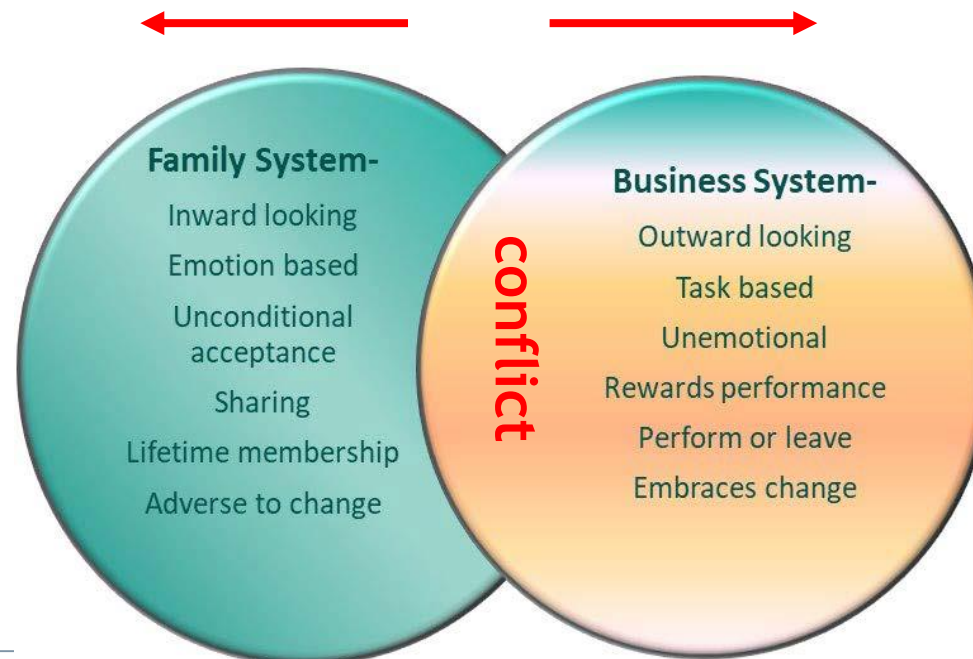 Family System-
Inward looking
Emotion based
Unconditional
acceptance
Sharing
Lifetime membership
Adverse to change
conflict
Business System-
Outward looking
Task based
Unemotional
Rewards performance
Perform or leave
Embraces change